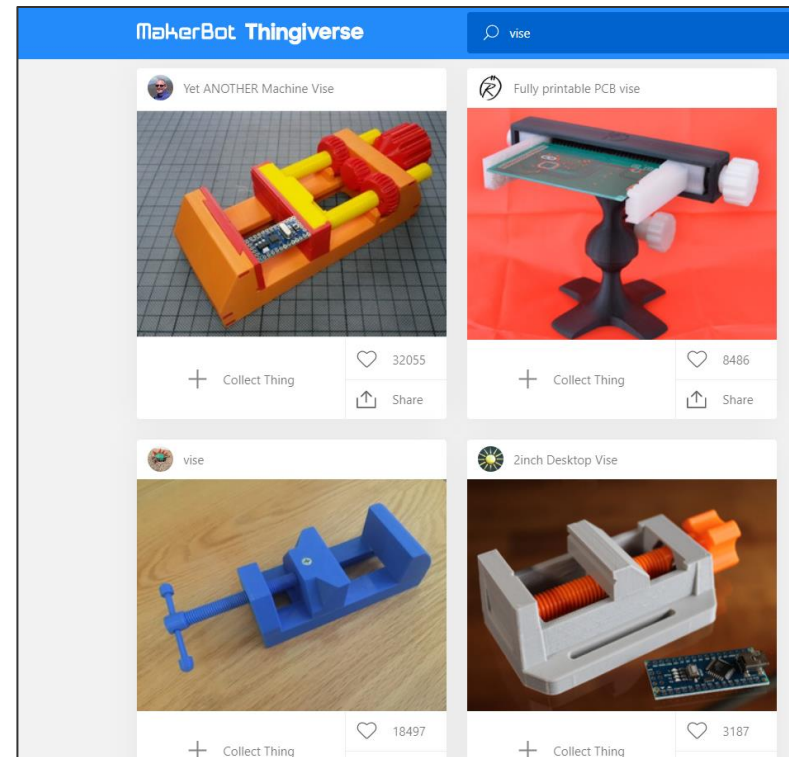 MakerBot Thingiverse
vise
Yet ANOTHER Machine Vise
Fully printable PCB vise
Collect Thing
32055
Share
Collect Thing
8486
Share
vise
2inch Desktop Vise
Collect Thing
18497
Collect Thing
3187